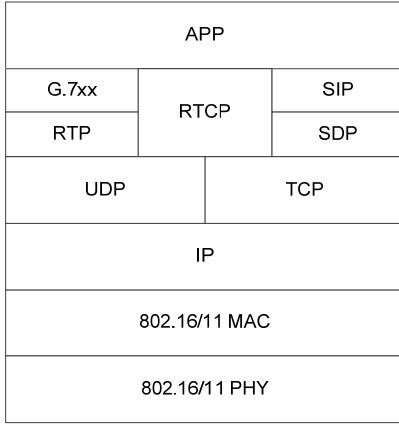 APP
G.7xx
RTCP
SIP
RTP
SDP
UDP
TCP
IP
802.16/11 MAC
802.16/11 PHY